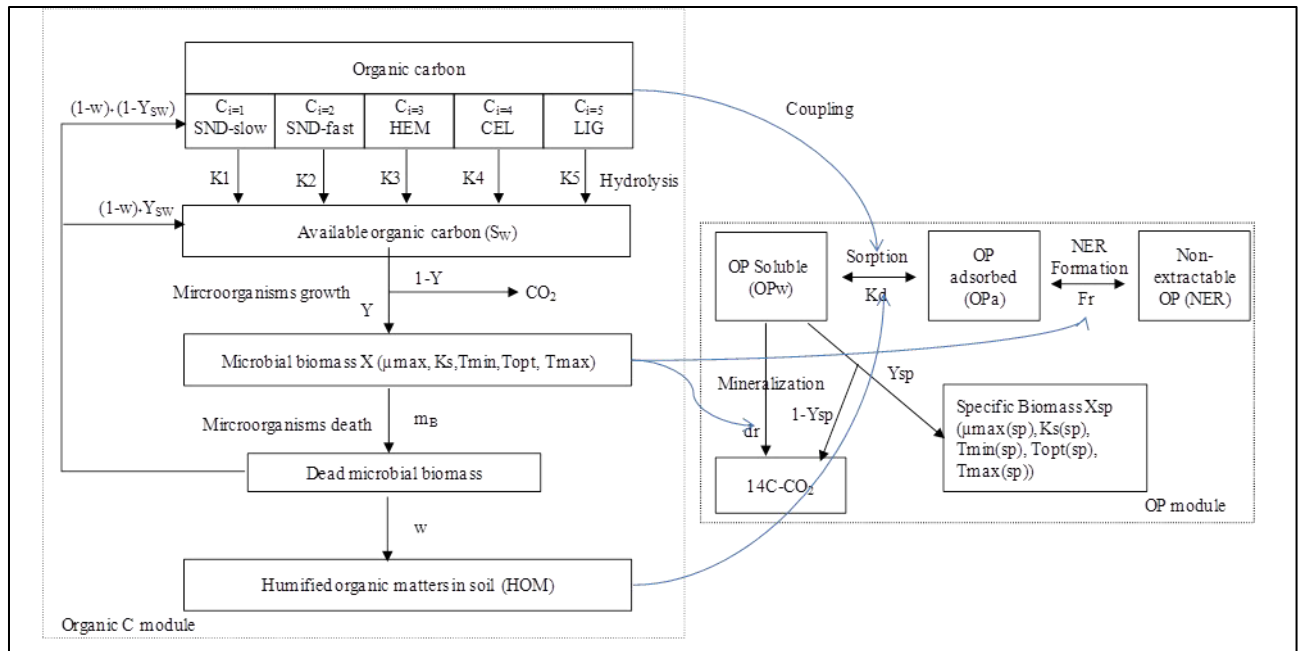 Organic carbon
(1-w).(1-YSW)
Ci=1
SND-slow
Ci=2
SND-fast
Ci=3
HEM
Ci=4
CEL
Ci=5
LIG
Coupling
K1
K2
K3
K4
K5
Hydrolysis
(1-w).YSW
Available organic carbon (SW)
1-Y
CO2
Mircroorganisms growth
Y
Microbial biomass X (μmax, Ks,Tmin,Topt, Tmax)
Mircroorganisms death
mB
Dead microbial biomass
w
Humified organic matters in soil (HOM)
Organic C module
OP Soluble
(OPw)
Sorption
Kd
OP
adsorbed
(OPa)
NER
Formation
Fr
Non-
extractable
OP (NER)
Mineralization
Ysp
1-Ysp
dr
Specific Biomass Xsp
(μmax(sp), Ks(sp),
Tmin(sp), Topt(sp),
Tmax(sp))
14C-CO2
OP module